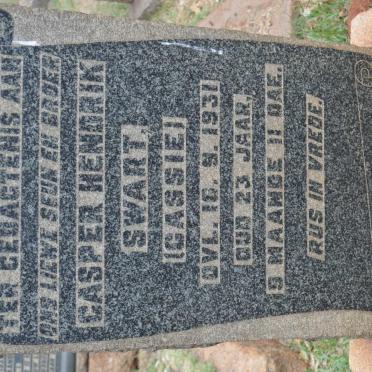 TER GEDAGTENIS AAN
ONS LIEWE SEUN EN BROER
CASPER HENDRIK
SWART
(CASSIE)
OVL. 16. 9. 1931
OUD 23 JAAR,
9 MAANDE 11 DAE.
RUS IN VREDE.